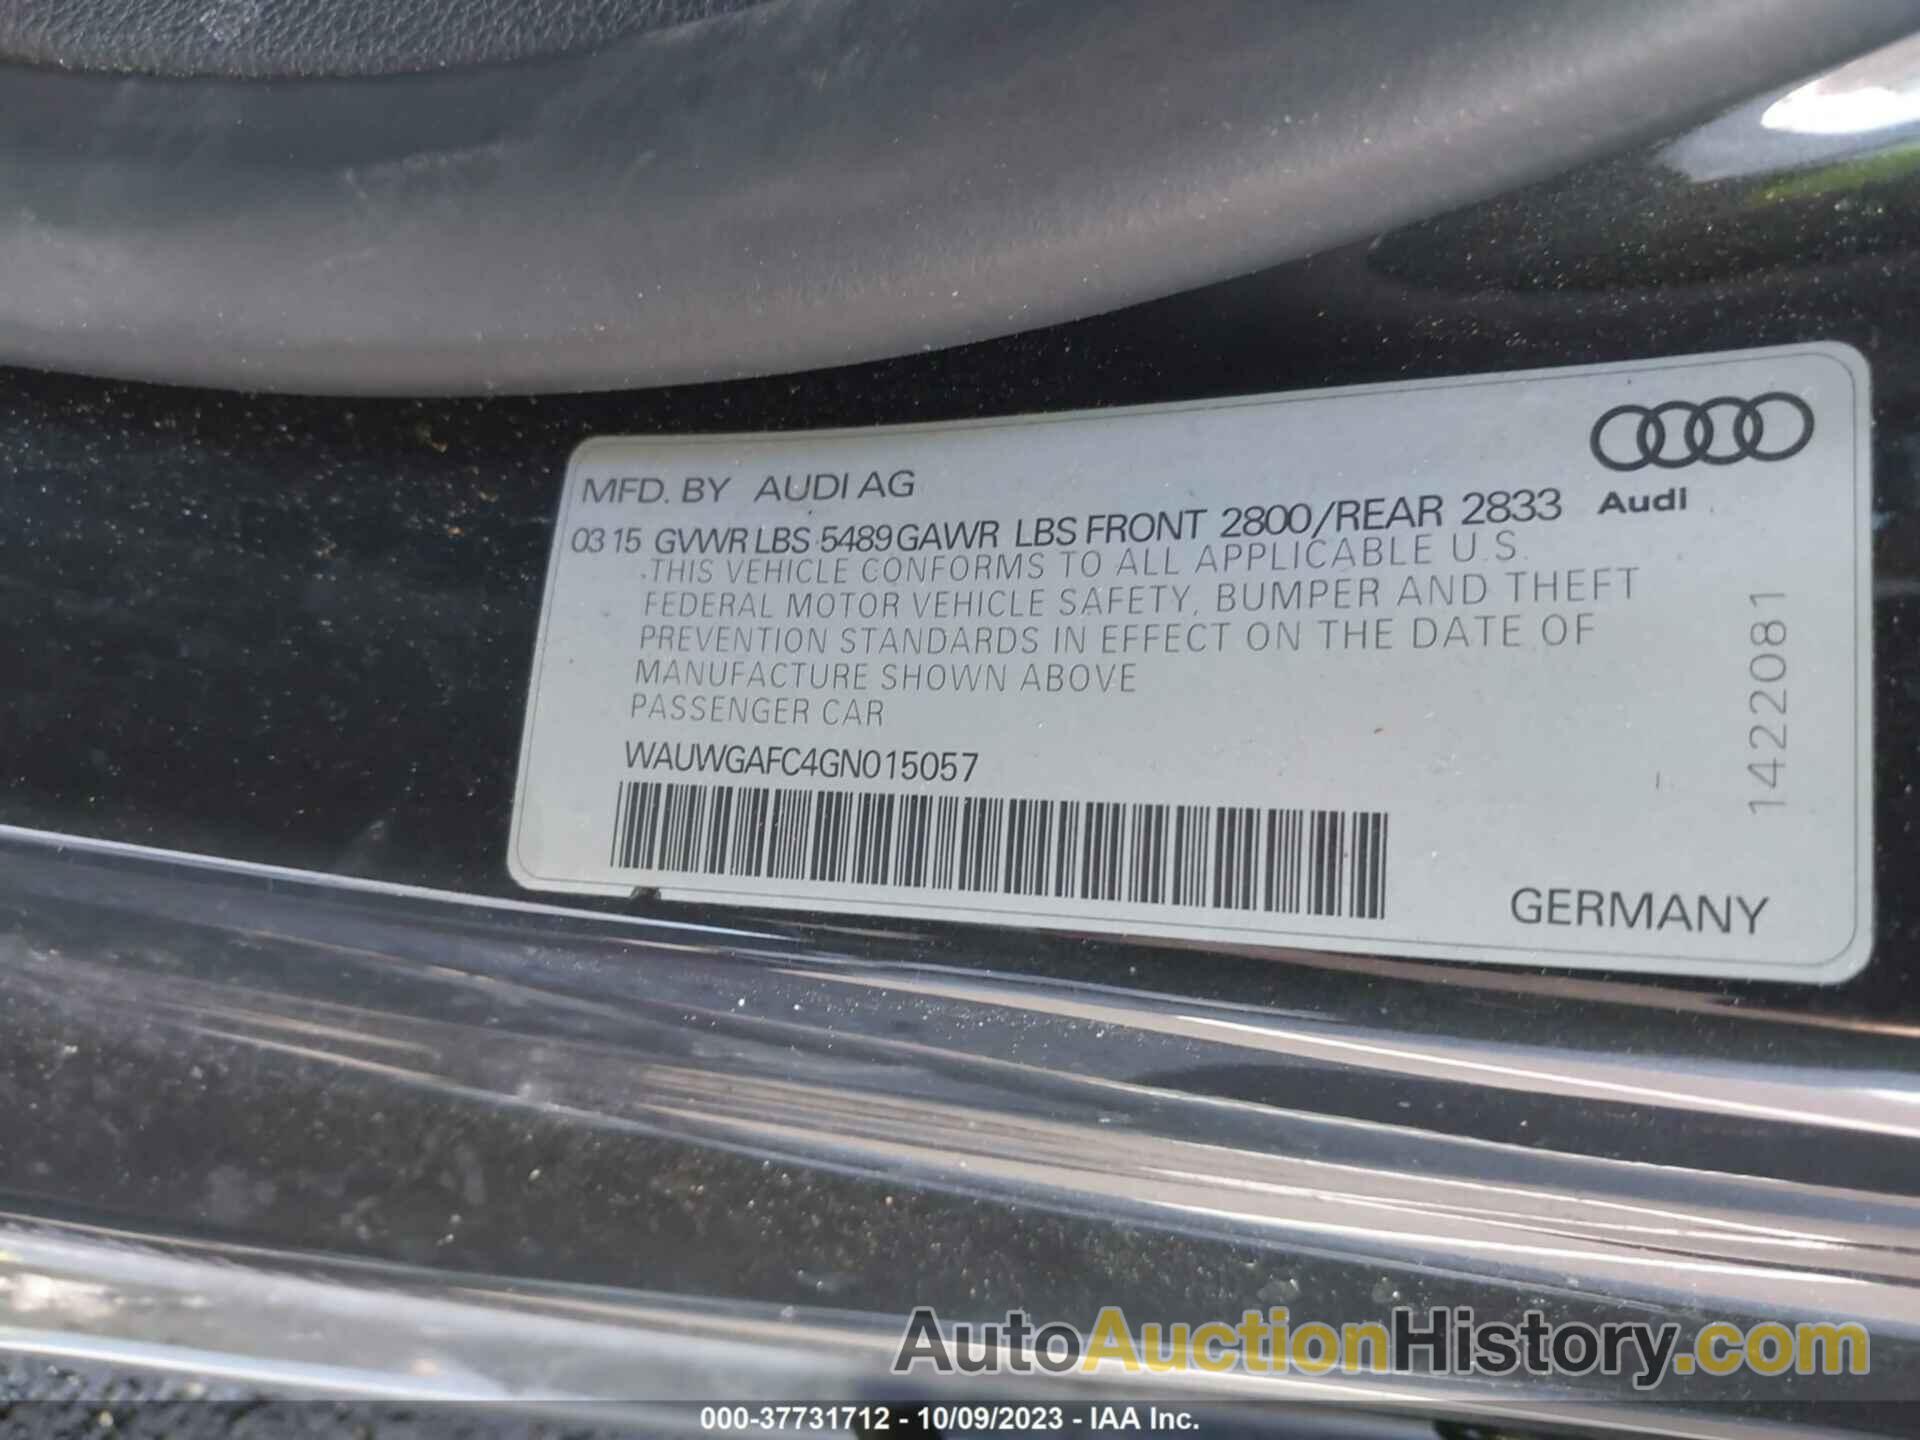 MFD. BY AUDI AG
03 15 GVWR LBS 5489 GAWR LBS FRONT 2800/REAR 2833
Audi
THIS VEHICLE CONFORMS TO ALL APPLICABLE U.S.
FEDERAL MOTOR VEHICLE SAFETY, BUMPER AND THEFT
PREVENTION STANDARDS IN EFFECT ON THE DATE OF
MANUFACTURE SHOWN ABOVE
PASSENGER CAR
WAUWGAFC4GN015057
1422081
GERMANY
AutoAuctionHistory.com
000-37731712 - 10/09/2023 - IAA Inc.